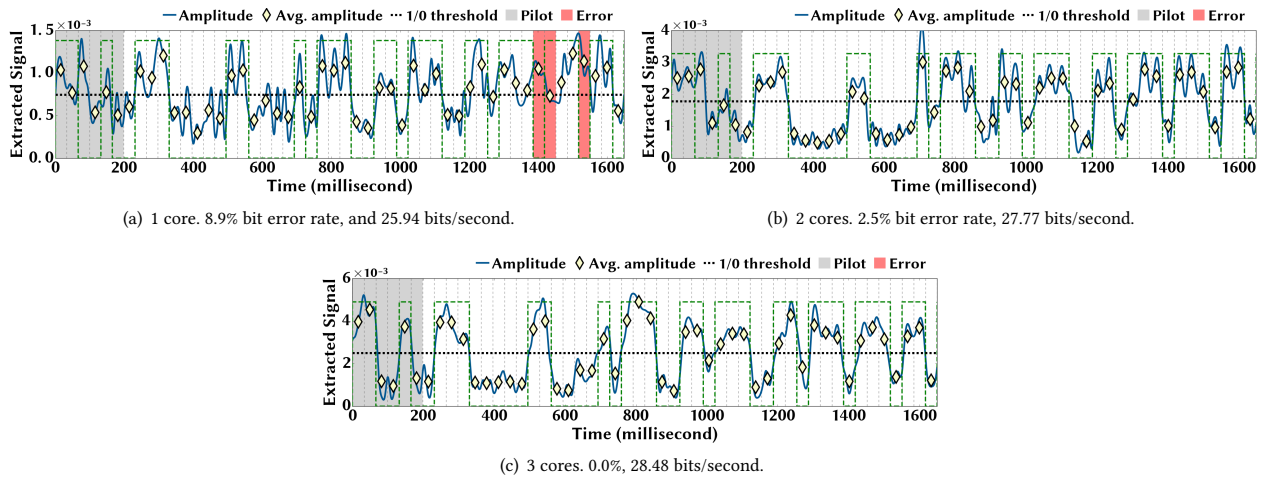 Amplitude Avg. amplitude 1/0 threshold Pilot Error
×10⁻³
Extracted Signal
1.5
1.0
0.5
0.0
0 200 400 600 800 1000 1200 1400 1600
Time (millisecond)
(a) 1 core. 8.9% bit error rate, and 25.94 bits/second.
Amplitude Avg. amplitude 1/0 threshold Pilot Error
×10⁻³
Extracted Signal
4
3
2
1
0
0 200 400 600 800 1000 1200 1400 1600
Time (millisecond)
(b) 2 cores. 2.5% bit error rate, 27.77 bits/second.
Amplitude Avg. amplitude 1/0 threshold Pilot Error
×10⁻³
Extracted Signal
6
4
2
0
0 200 400 600 800 1000 1200 1400 1600
Time (millisecond)
(c) 3 cores. 0.0%, 28.48 bits/second.